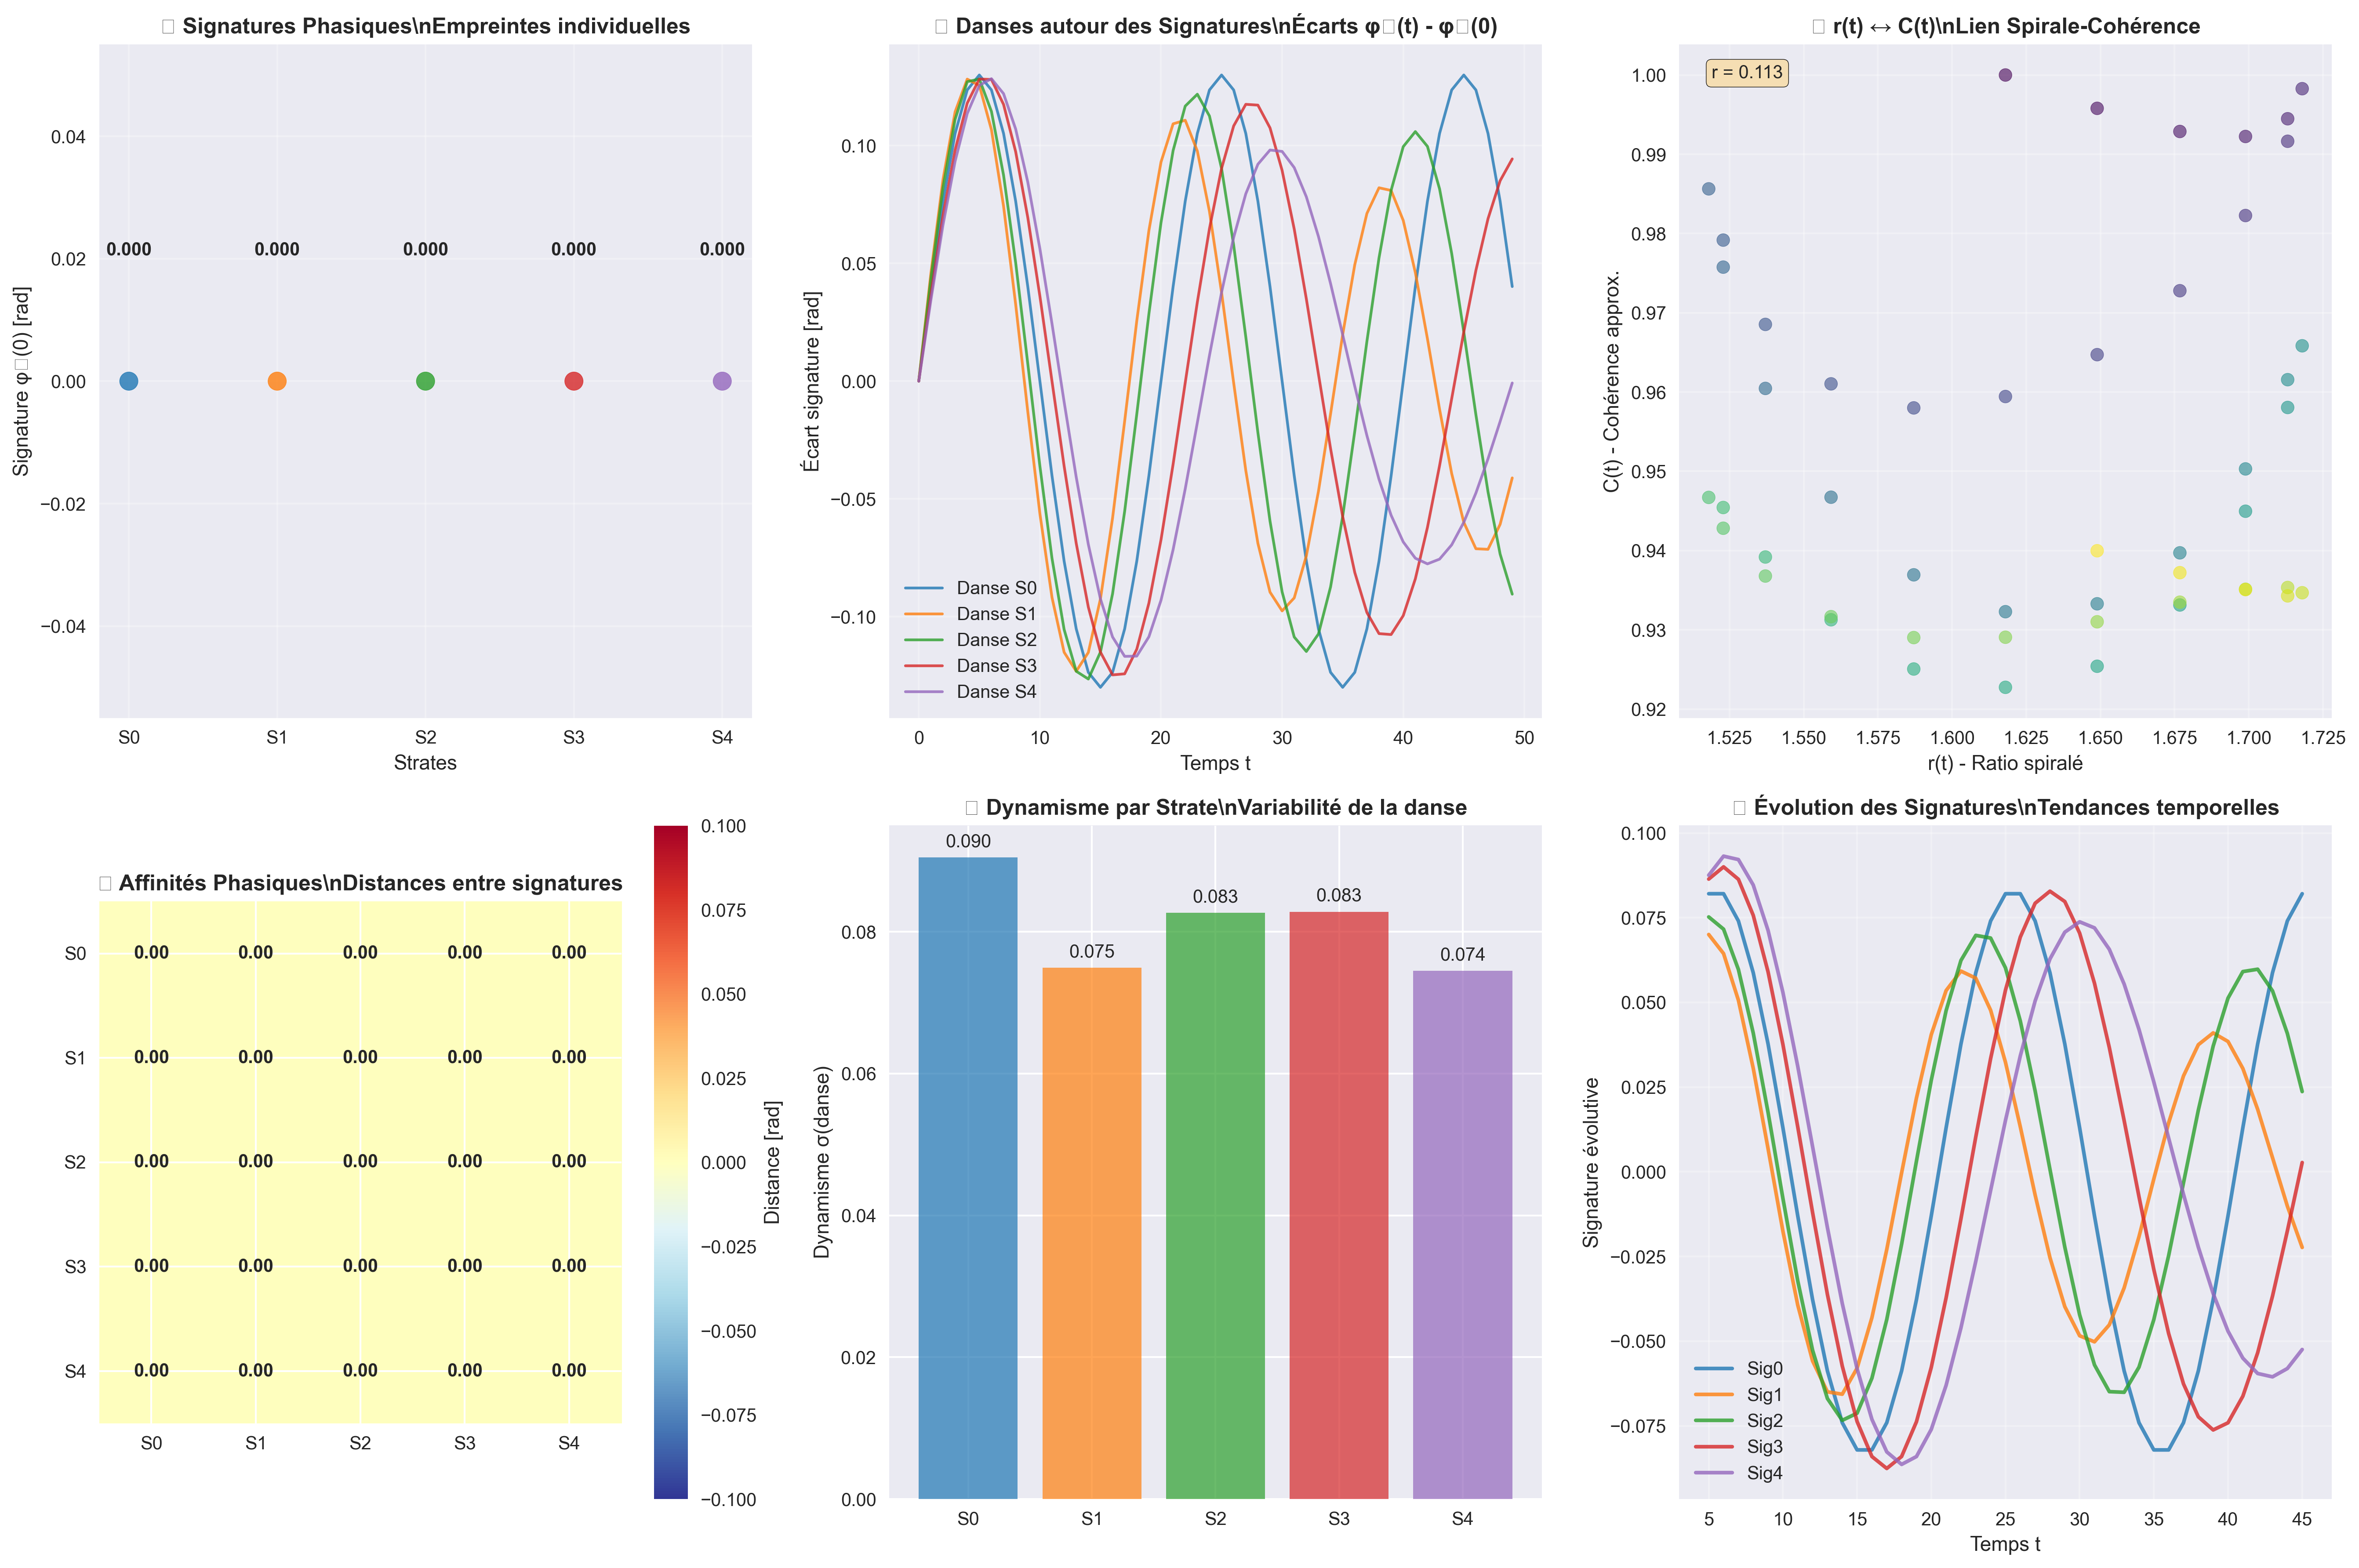 □ Signatures Phasiques\nEmpreintes individuelles
0.04
0.02
0.00
−0.02
−0.04
Signature φ□(0) [rad]
0.000 0.000 0.000 0.000 0.000
S0 S1 S2 S3 S4
Strates
□ Danses autour des Signatures\nÉcarts φ□(t) - φ□(0)
0.10
0.05
0.00
−0.05
−0.10
Écart signature [rad]
Danse S0
Danse S1
Danse S2
Danse S3
Danse S4
0 10 20 30 40 50
Temps t
□ r(t) ↔ C(t)\nLien Spirale-Cohérence
r = 0.113
1.00
0.99
0.98
0.97
0.96
0.95
0.94
0.93
0.92
C(t) - Cohérence approx.
1.525 1.550 1.575 1.600 1.625 1.650 1.675 1.700 1.725
r(t) - Ratio spiralé
□ Affinités Phasiques\nDistances entre signatures
S0 0.00 0.00 0.00 0.00 0.00
S1 0.00 0.00 0.00 0.00 0.00
S2 0.00 0.00 0.00 0.00 0.00
S3 0.00 0.00 0.00 0.00 0.00
S4 0.00 0.00 0.00 0.00 0.00
S0 S1 S2 S3 S4
0.100
0.075
0.050
0.025
0.000
−0.025
−0.050
−0.075
−0.100
Distance [rad]
□ Dynamisme par Strate\nVariabilité de la danse
0.08
0.06
0.04
0.02
0.00
Dynamisme σ(danse)
0.090 0.075 0.083 0.083 0.074
S0 S1 S2 S3 S4
□ Évolution des Signatures\nTendances temporelles
0.100
0.075
0.050
0.025
0.000
−0.025
−0.050
−0.075
Signature évolutive
Sig0
Sig1
Sig2
Sig3
Sig4
5 10 15 20 25 30 35 40 45
Temps t